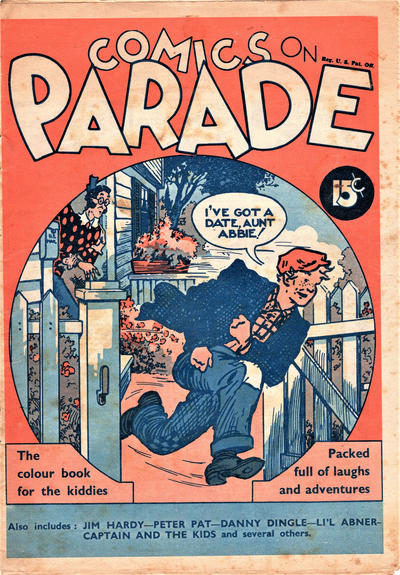 COMICS ON
Reg. U. S. Pat. Off.
PARADE
15¢
I'VE GOT A
DATE, AUNT
ABBIE!
The
colour book
for the kiddies
Packed
full of laughs
and adventures
Also includes : JIM HARDY—PETER PAT—DANNY DINGLE—LI'L ABNER—
CAPTAIN AND THE KIDS and several others.